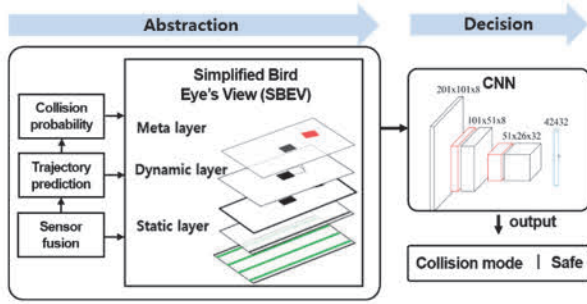 Abstraction
Decision
Simplified Bird
Eye's View (SBEV)
Collision
probability
Meta layer
Trajectory
prediction
Dynamic layer
Sensor
fusion
Static layer
CNN
201x101x8
101x51x8
51x26x32
42432
output
Collision mode | Safe